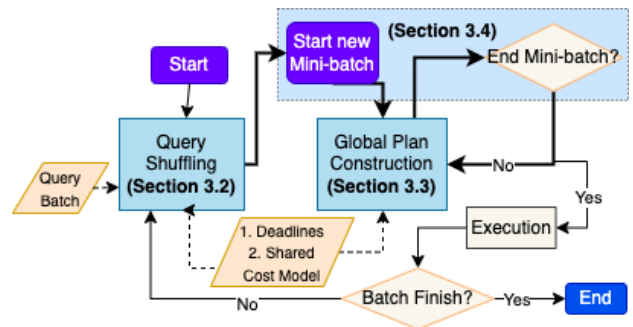 Start
Start new
Mini-batch
(Section 3.4)
End Mini-batch?
Query
Shuffling
(Section 3.2)
Global Plan
Construction
(Section 3.3)
No
Query
Batch
Yes
1. Deadlines
2. Shared
Cost Model
Execution
No
Batch Finish?
Yes
End